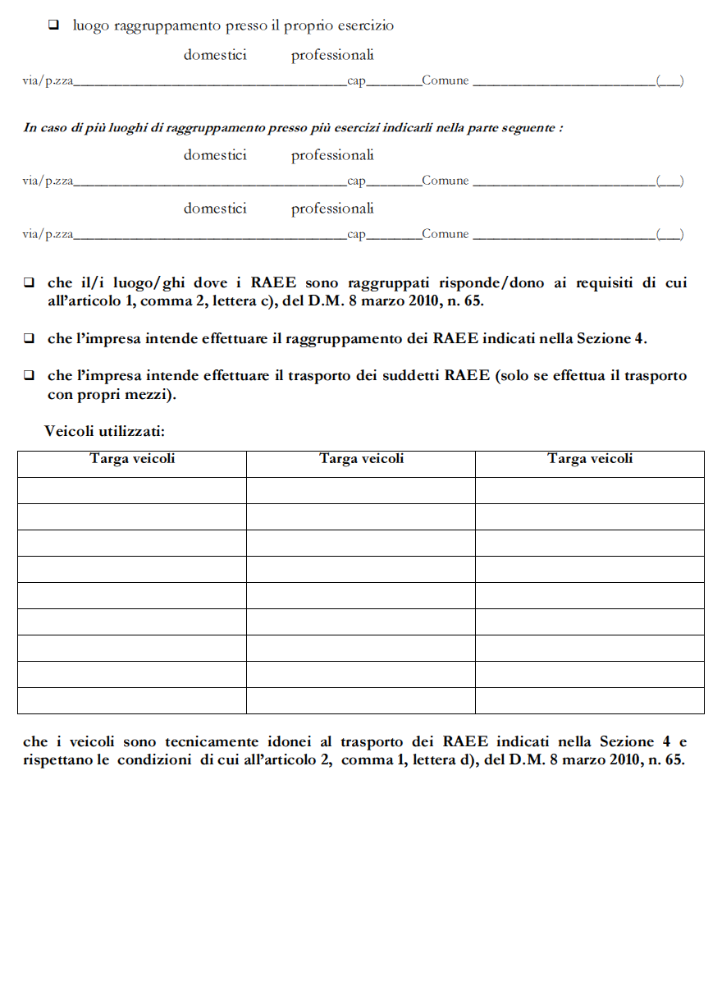 ❑ luogo raggruppamento presso il proprio esercizio
domestici professionali
via/p.zza_______________________________________cap________Comune __________________________(___)
In caso di più luoghi di raggruppamento presso più esercizi indicarli nella parte seguente :
domestici professionali
via/p.zza_______________________________________cap________Comune __________________________(___)
domestici professionali
via/p.zza_______________________________________cap________Comune __________________________(___)
❑ che il/i luogo/ghi dove i RAEE sono raggruppati risponde/dono ai requisiti di cui
all'articolo 1, comma 2, lettera c), del D.M. 8 marzo 2010, n. 65.
❑ che l'impresa intende effettuare il raggruppamento dei RAEE indicati nella Sezione 4.
❑ che l'impresa intende effettuare il trasporto dei suddetti RAEE (solo se effettua il trasporto
con propri mezzi).
Veicoli utilizzati:
Targa veicoli Targa veicoli Targa veicoli
che i veicoli sono tecnicamente idonei al trasporto dei RAEE indicati nella Sezione 4 e
rispettano le condizioni di cui all'articolo 2, comma 1, lettera d), del D.M. 8 marzo 2010, n. 65.